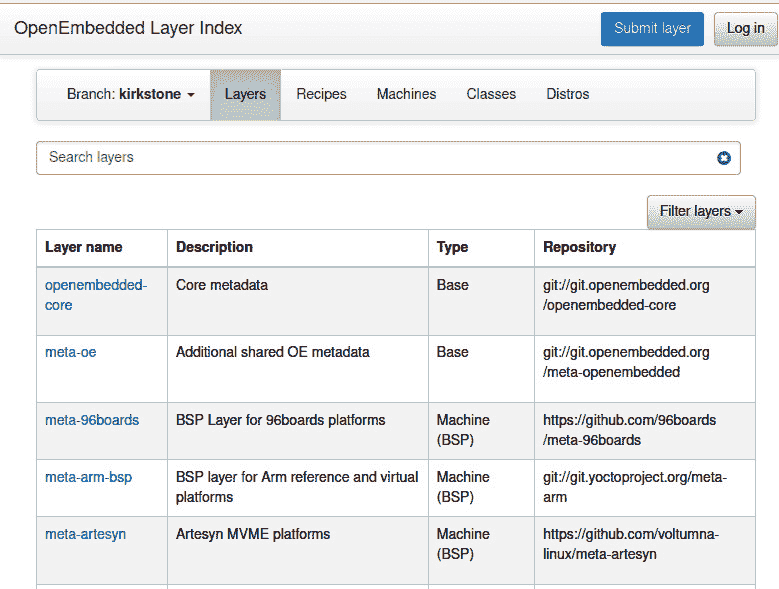 OpenEmbedded Layer Index
Submit layer
Log in
Branch: kirkstone
Layers
Recipes
Machines
Classes
Distros
Search layers
Filter layers
Layer name
Description
Type
Repository
openembedded-
core
Core metadata
Base
git://git.openembedded.org
/openembedded-core
meta-oe
Additional shared OE metadata
Base
git://git.openembedded.org
/meta-openembedded
meta-96boards
BSP Layer for 96boards platforms
Machine
(BSP)
https://github.com/96boards
/meta-96boards
meta-arm-bsp
BSP layer for Arm reference and virtual
platforms
Machine
(BSP)
git://git.yoctoproject.org/meta-
arm
meta-artesyn
Artesyn MVME platforms
Machine
(BSP)
https://github.com/voltumna-
linux/meta-artesyn